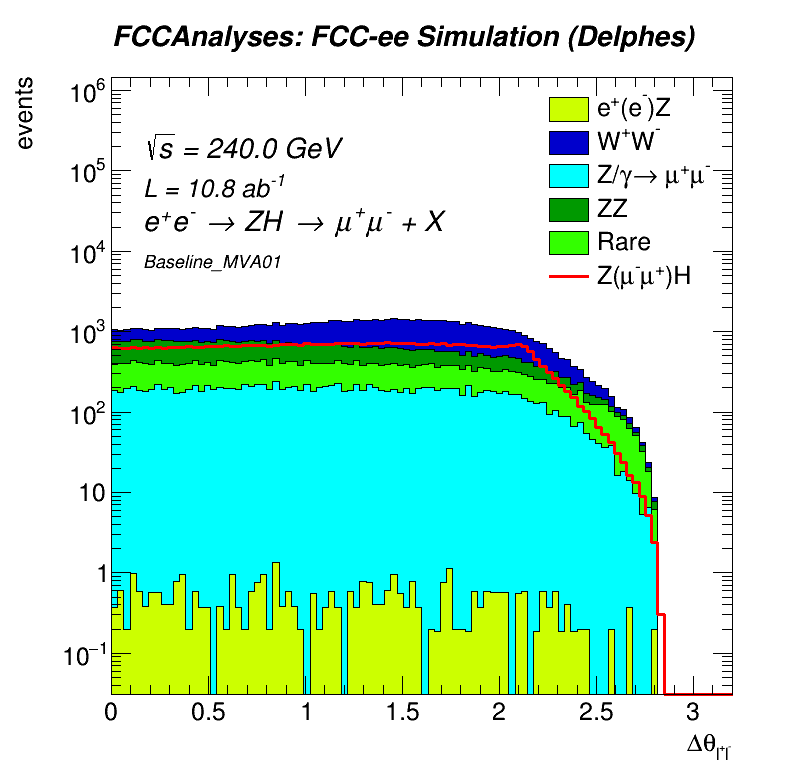 FCCAnalyses: FCC-ee Simulation (Delphes)
events
10⁶
10⁵
10⁴
10³
10²
10
1
10⁻¹
√s = 240.0 GeV
L = 10.8 ab⁻¹
e⁺e⁻ → ZH → μ⁺μ⁻ + X
Baseline_MVA01
e⁺(e⁻)Z
W⁺W⁻
Z/γ→ μ⁺μ⁻
ZZ
Rare
Z(μ⁻μ⁺)H
0 0.5 1 1.5 2 2.5 3
Δθ_l⁺l⁻